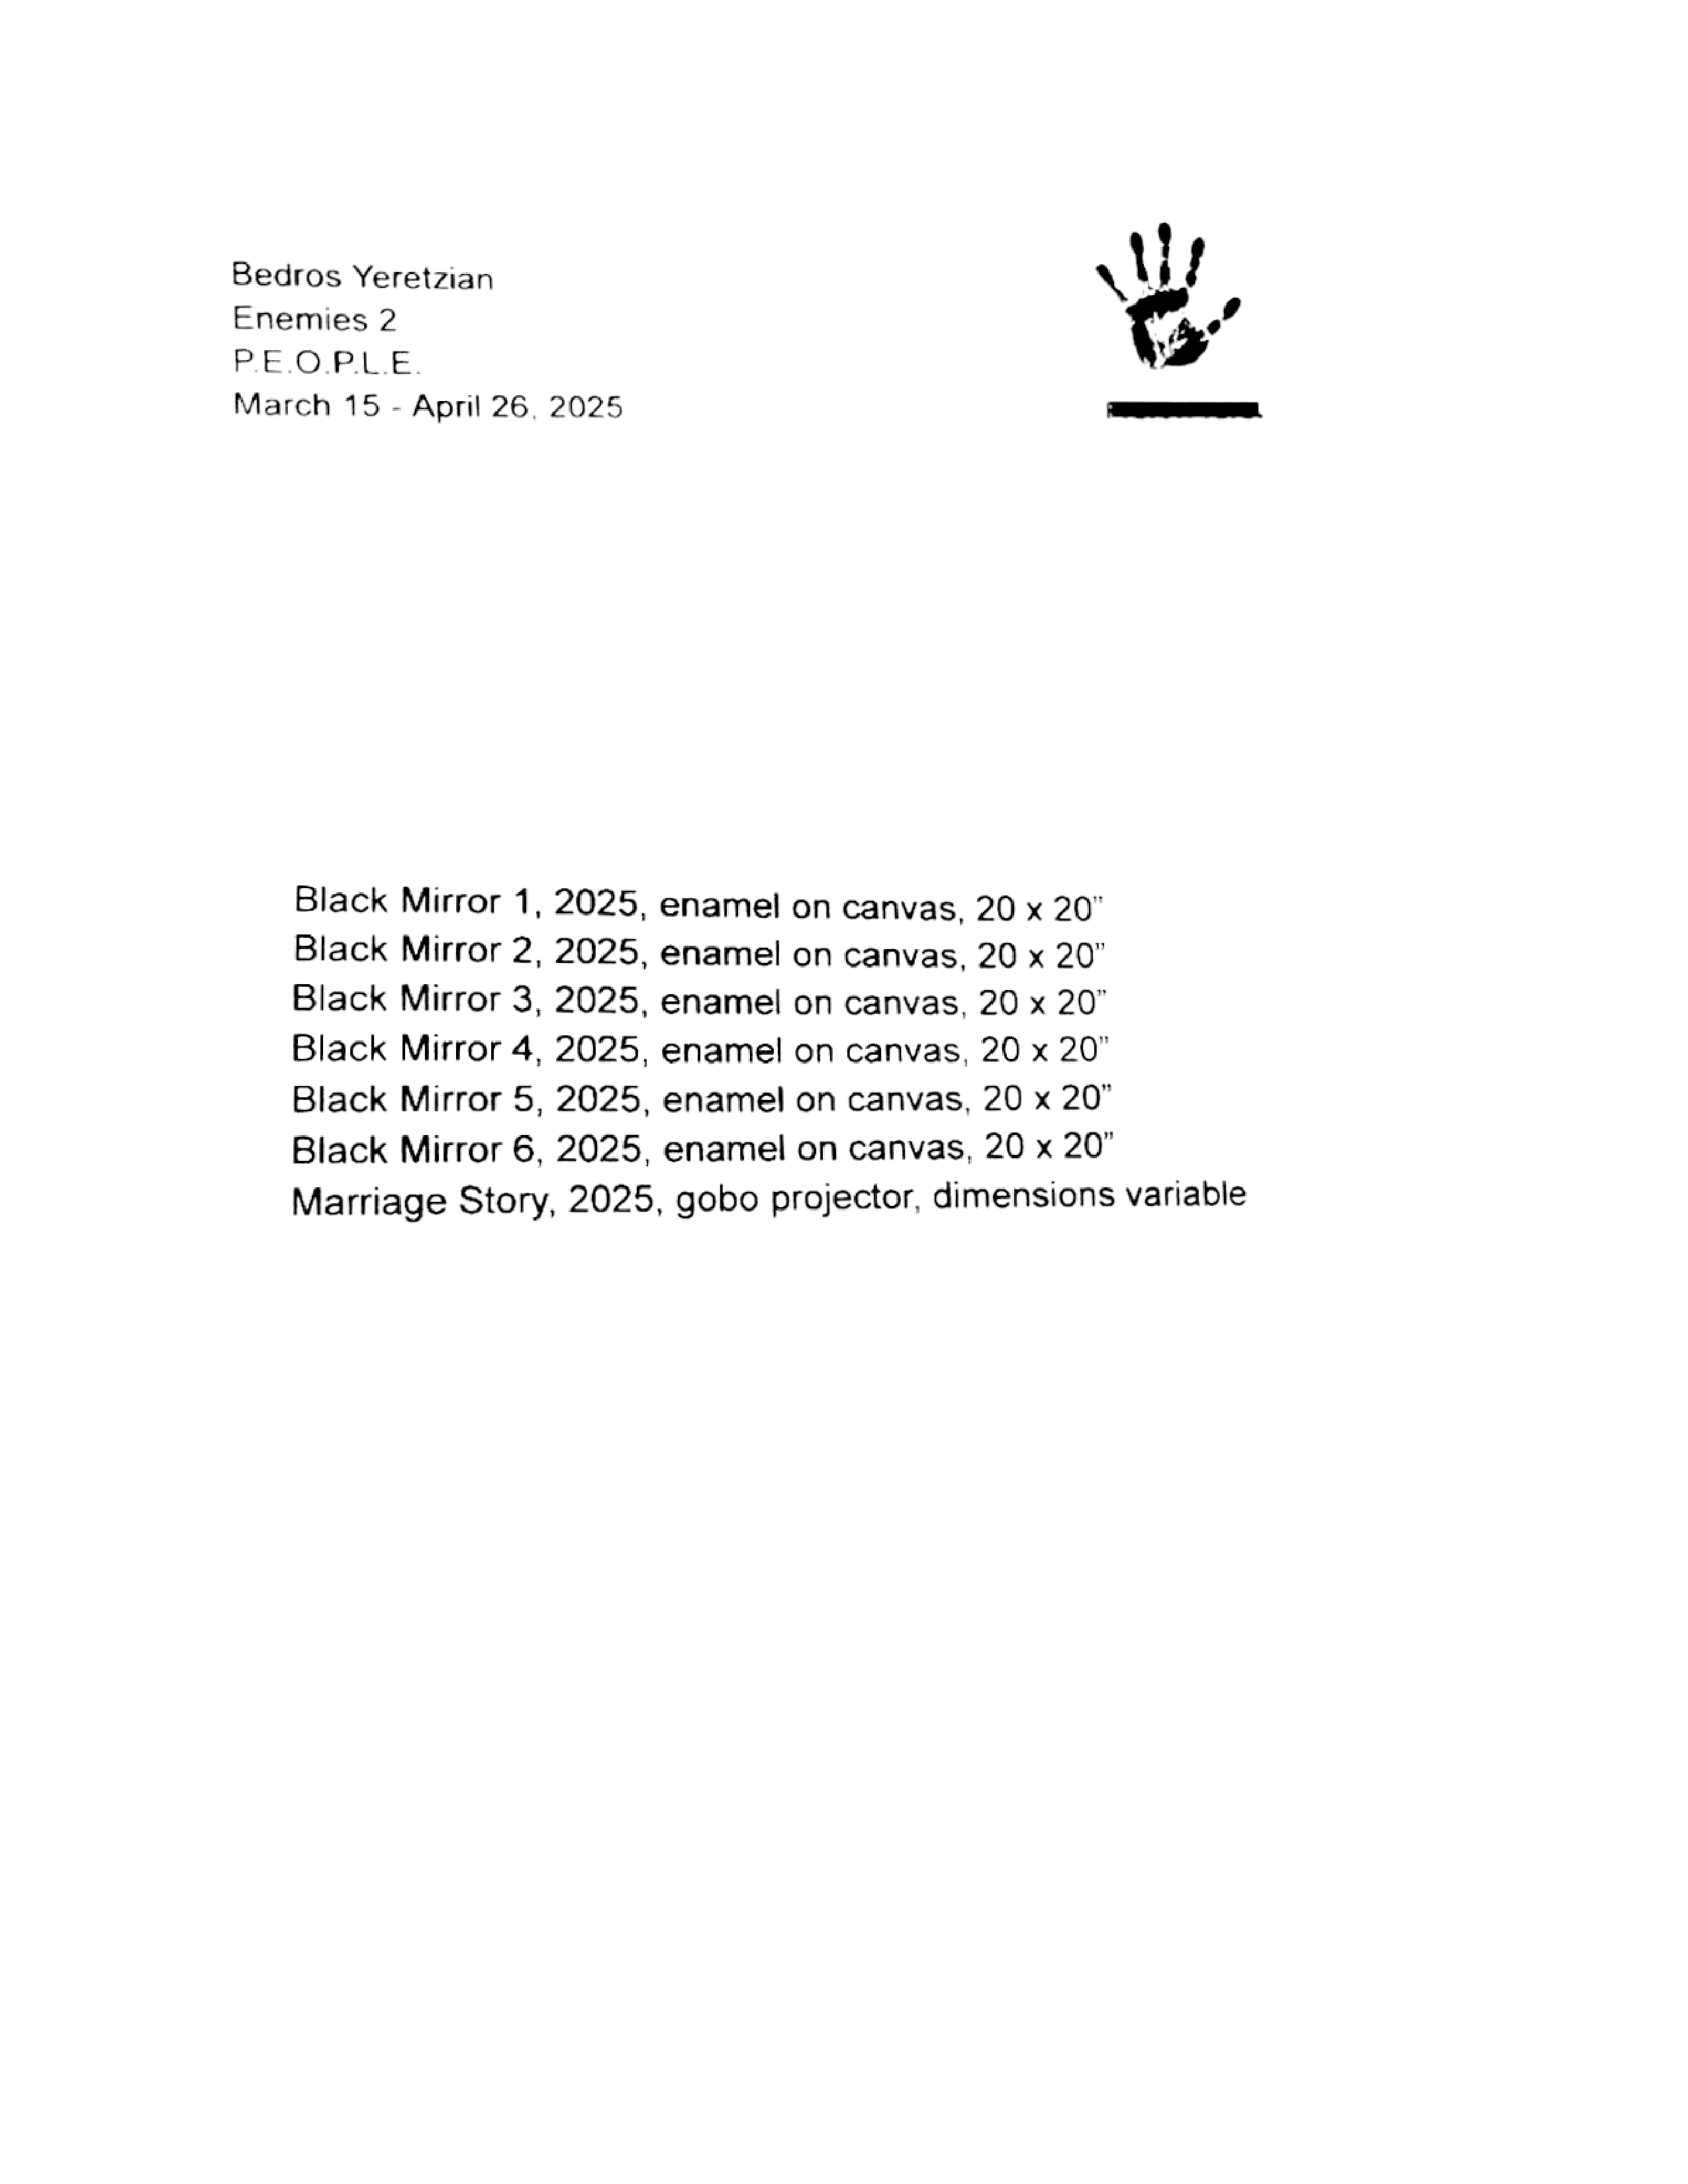 Bedros Yeretzian
Enemies 2
P.E.O.P.L.E.
March 15 - April 26, 2025
Black Mirror 1, 2025, enamel on canvas, 20 x 20”
Black Mirror 2, 2025, enamel on canvas, 20 x 20”
Black Mirror 3, 2025, enamel on canvas, 20 x 20”
Black Mirror 4, 2025, enamel on canvas, 20 x 20”
Black Mirror 5, 2025, enamel on canvas, 20 x 20”
Black Mirror 6, 2025, enamel on canvas, 20 x 20”
Marriage Story, 2025, gobo projector, dimensions variable